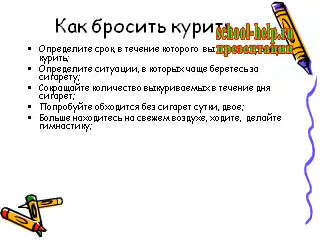 Как бросить курить
school-help.ru
презентации
• Определите срок, в течение которого
курить;
• Определите ситуации, в которых чаще беретесь за
сигарету;
• Сокращайте количество выкуриваемых в течение дня
сигарет;
• Попробуйте обходится без сигарет сутки, двое;
• Больше находитесь на свежем воздухе, ходите, делайте
гимнастику;